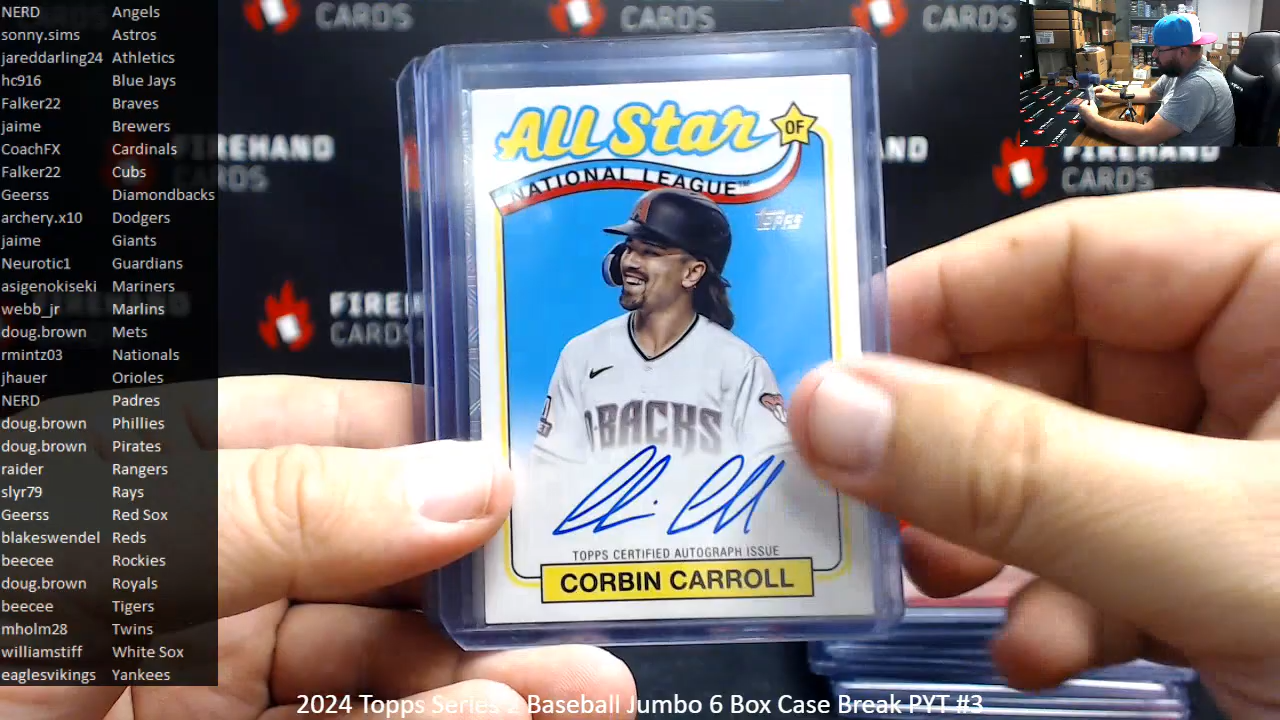 NERD Angels
sonny.sims Astros
jareddarling24 Athletics
hc916 Blue Jays
Falker22 Braves
jaime Brewers
CoachFX Cardinals
Falker22 Cubs
Geerss Diamondbacks
archery.x10 Dodgers
jaime Giants
Neurotic1 Guardians
asigenokiseki Mariners
webb_jr Marlins
doug.brown Mets
rmintz03 Nationals
jhauer Orioles
NERD Padres
doug.brown Phillies
doug.brown Pirates
raider Rangers
slyr79 Rays
Geerss Red Sox
blakeswendel Reds
beecee Rockies
doug.brown Royals
beecee Tigers
mholm28 Twins
williamstiff White Sox
eaglesvikings Yankees
CARDS
CARDS
CARDS
FIREHAND
CARDS
CARDS
All Star
OF
NATIONAL LEAGUE™
TOPPS
D-BACKS
TOPPS CERTIFIED AUTOGRAPH ISSUE
CORBIN CARROLL
2024 Topps Series 2 Baseball Jumbo 6 Box Case Break PYT #3